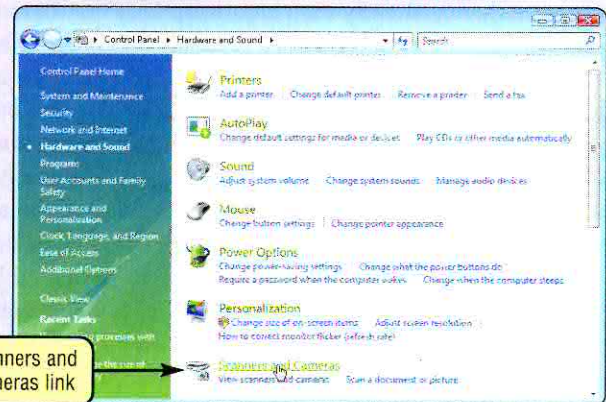 Control Panel ▸ Hardware and Sound ▸
Search
Control Panel Home
System and Maintenance
Security
Network and Internet
Hardware and Sound
Programs
User Accounts and Family
Safety
Appearance and
Personalization
Clock, Language, and Region
Ease of Access
Additional Options
Classic View
Recent Tasks
processes with
the size of
Printers
Add a printer Change default printer Remove a printer Send a fax
AutoPlay
Change default settings for media or devices Play CDs or other media automatically
Sound
Adjust system volume Change system sounds Manage audio devices
Mouse
Change button settings Change pointer appearance
Power Options
Change power-saving settings Change what the power buttons do
Require a password when the computer wakes Change when the computer sleeps
Personalization
Change size of on-screen items Adjust screen resolution
How to correct monitor flicker (refresh rate)
Scanners and Cameras
View scanners and cameras Scan a document or picture
nners and
meras link